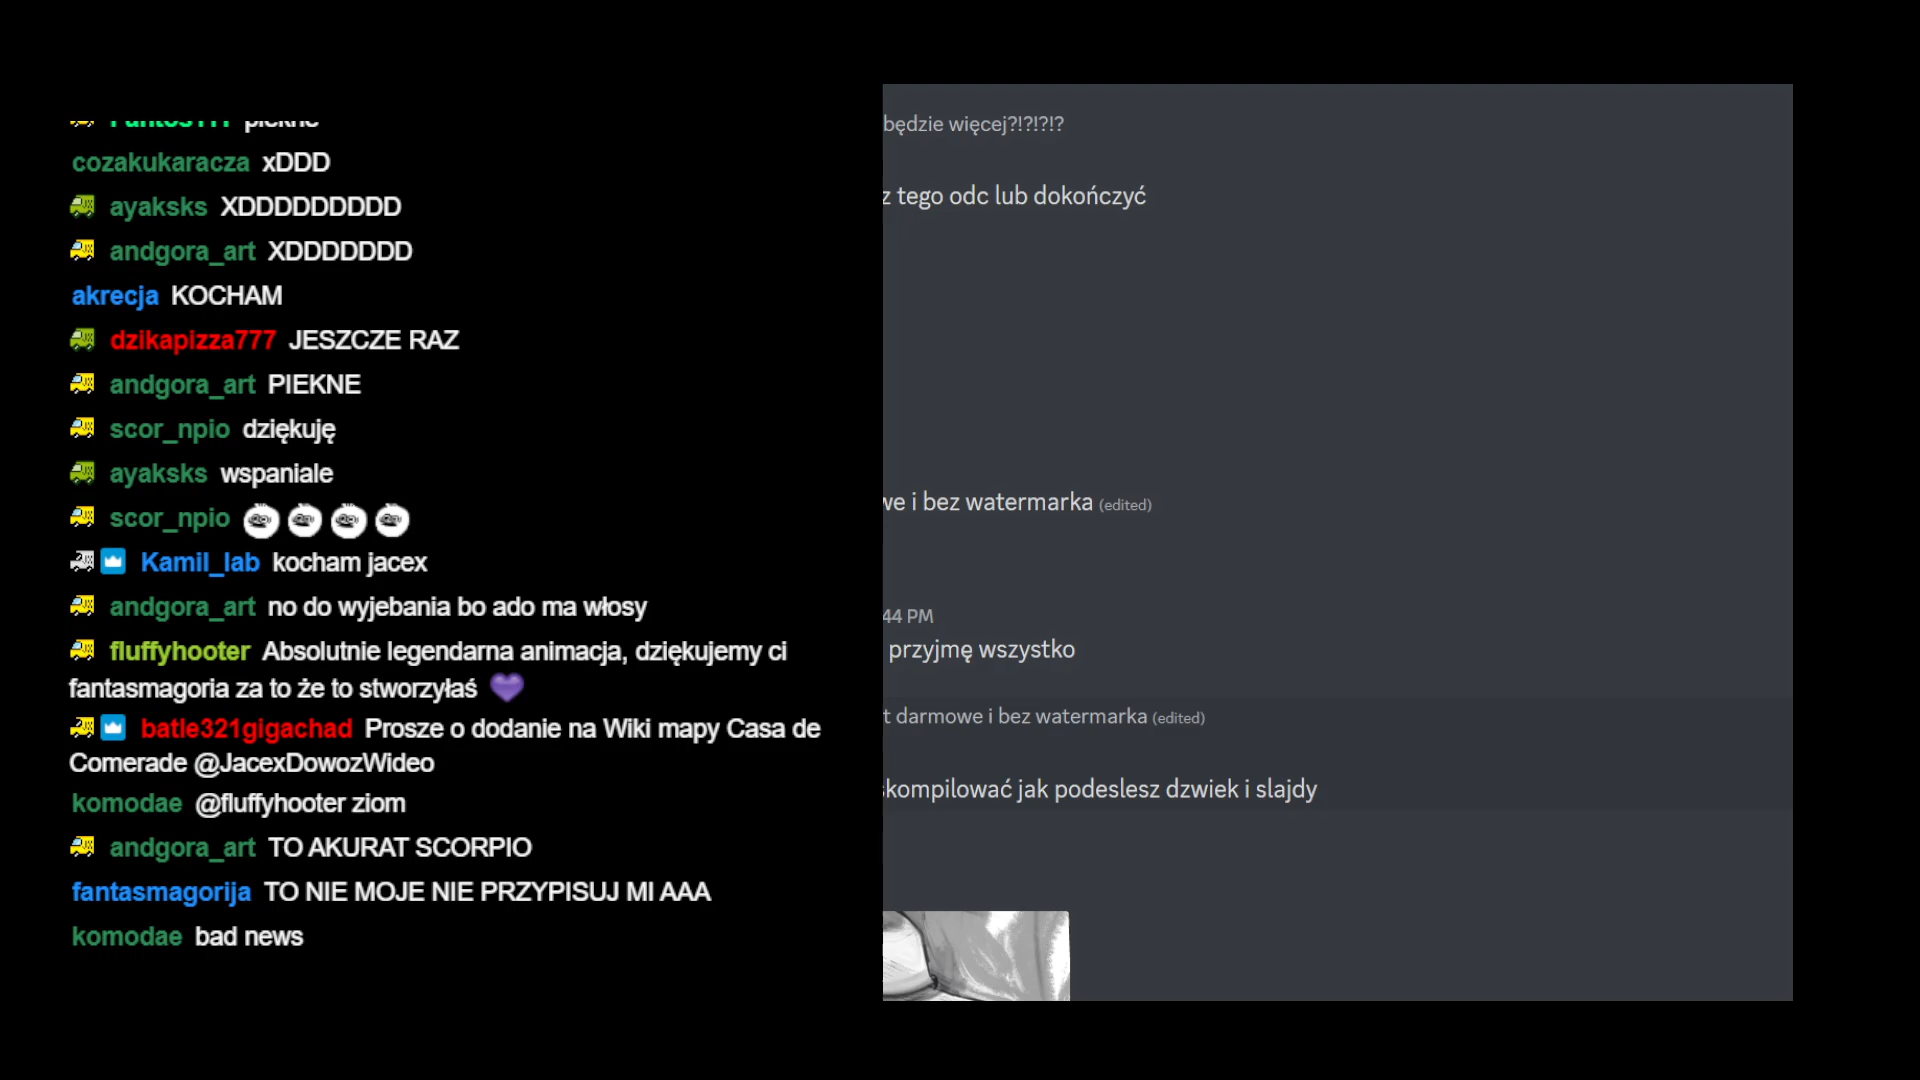 piekne
cozakukaracza xDDD
ayaksks XDDDDDDDDD
andgora_art XDDDDDDD
akrecja KOCHAM
dzikapizza777 JESZCZE RAZ
andgora_art PIEKNE
scor_npio dziękuję
ayaksks wspaniale
scor_npio
Kamil_lab kocham jacex
andgora_art no do wyjebania bo ado ma włosy
fluffyhooter Absolutnie legendarna animacja, dziękujemy ci
fantasmagoria za to że to stworzyłaś
batle321gigachad Prosze o dodanie na Wiki mapy Casa de
Comerade @JacexDowozWideo
komodae @fluffyhooter ziom
andgora_art TO AKURAT SCORPIO
fantasmagorija TO NIE MOJE NIE PRZYPISUJ MI AAA
komodae bad news
będzie więcej?!?!?!?
z tego odc lub dokończyć
we i bez watermarka (edited)
44 PM
przyjmę wszystko
t darmowe i bez watermarka (edited)
skompilować jak podeslesz dzwiek i slajdy